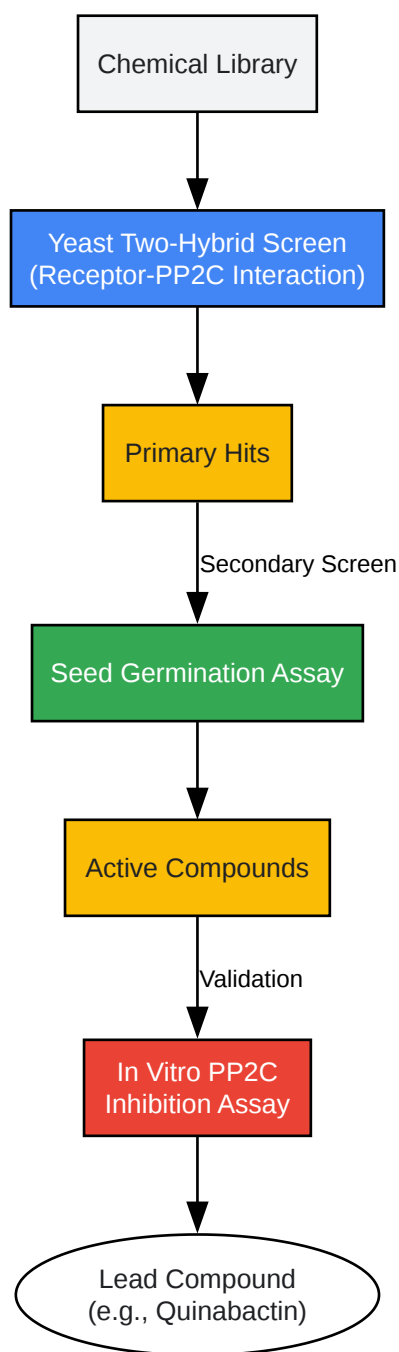 Chemical Library
Yeast Two-Hybrid Screen
(Receptor-PP2C Interaction)
Primary Hits
Secondary Screen
Seed Germination Assay
Active Compounds
Validation
In Vitro PP2C
Inhibition Assay
Lead Compound
(e.g., Quinabactin)